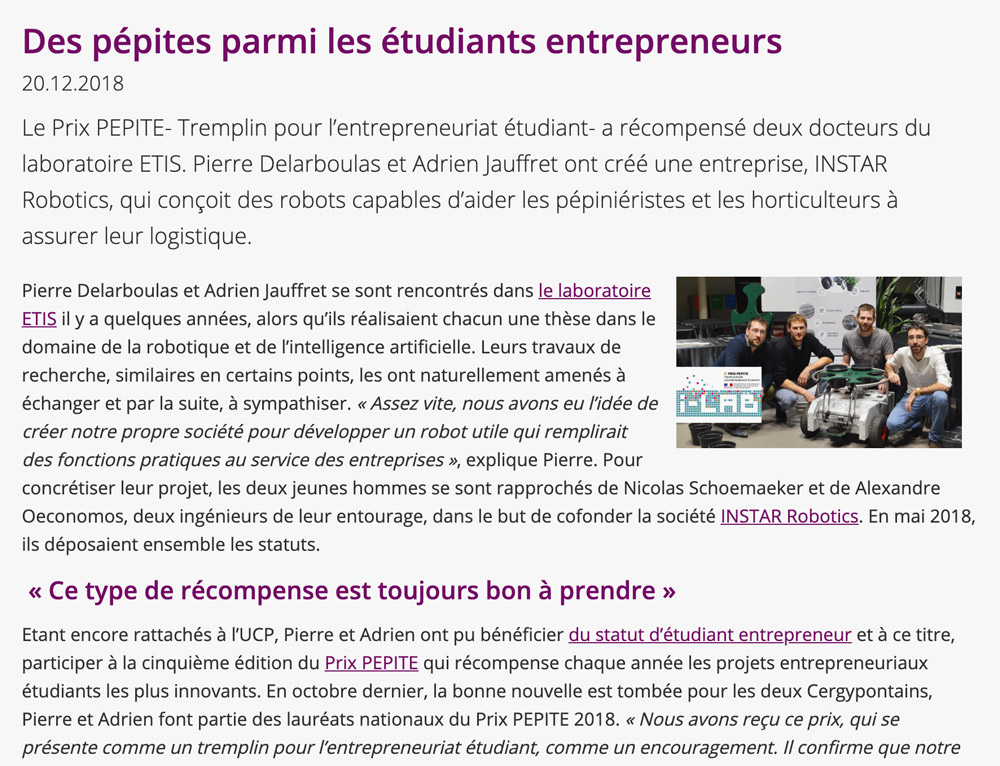 Des pépites parmi les étudiants entrepreneurs
20.12.2018
Le Prix PEPITE- Tremplin pour l’entrepreneuriat étudiant- a récompensé deux docteurs du
laboratoire ETIS. Pierre Delarboulas et Adrien Jauffret ont créé une entreprise, INSTAR
Robotics, qui conçoit des robots capables d’aider les pépiniéristes et les horticulteurs à
assurer leur logistique.
Pierre Delarboulas et Adrien Jauffret se sont rencontrés dans le laboratoire
ETIS il y a quelques années, alors qu’ils réalisaient chacun une thèse dans le
domaine de la robotique et de l’intelligence artificielle. Leurs travaux de
recherche, similaires en certains points, les ont naturellement amenés à
échanger et par la suite, à sympathiser. « Assez vite, nous avons eu l’idée de
créer notre propre société pour développer un robot utile qui remplirait
des fonctions pratiques au service des entreprises », explique Pierre. Pour
concrétiser leur projet, les deux jeunes hommes se sont rapprochés de Nicolas Schoemaeker et de Alexandre
Oeconomos, deux ingénieurs de leur entourage, dans le but de cofonder la société INSTAR Robotics. En mai 2018,
ils déposaient ensemble les statuts.
PRIX PEPITE
i-LAB
« Ce type de récompense est toujours bon à prendre »
Etant encore rattachés à l’UCP, Pierre et Adrien ont pu bénéficier du statut d’étudiant entrepreneur et à ce titre,
participer à la cinquième édition du Prix PEPITE qui récompense chaque année les projets entrepreneuriaux
étudiants les plus innovants. En octobre dernier, la bonne nouvelle est tombée pour les deux Cergypontains,
Pierre et Adrien font partie des lauréats nationaux du Prix PEPITE 2018. « Nous avons reçu ce prix, qui se
présente comme un tremplin pour l’entrepreneuriat étudiant, comme un encouragement. Il confirme que notre